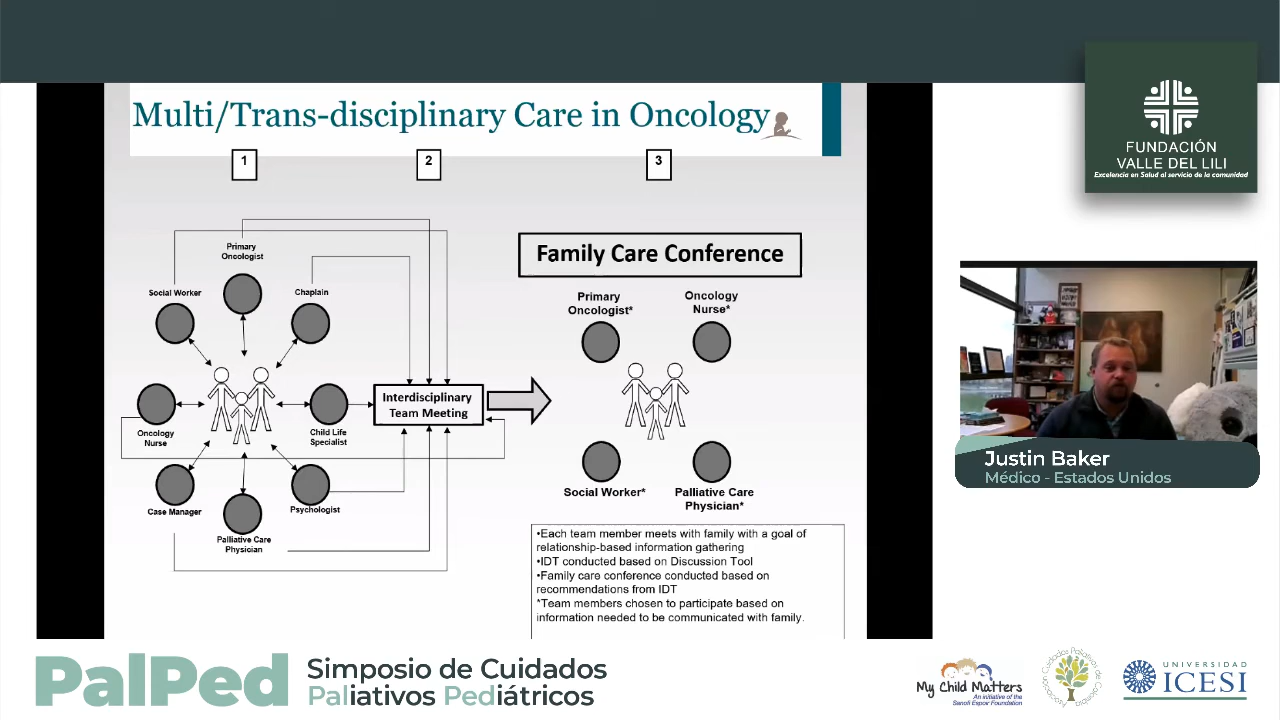 Multi/Trans-disciplinary Care in Oncology
1
2
3
Primary
Oncologist
Social Worker
Chaplain
Oncology
Nurse
Child Life
Specialist
Case Manager
Palliative Care
Physician
Psychologist
Interdisciplinary
Team Meeting
Family Care Conference
Primary
Oncologist*
Oncology
Nurse*
Social Worker*
Palliative Care
Physician*
•Each team member meets with family with a goal of
relationship-based information gathering
•IDT conducted based on Discussion Tool
•Family care conference conducted based on
recommendations from IDT
*Team members chosen to participate based on
information needed to be communicated with family.
FUNDACIÓN
VALLE DEL LILI
Excelencia en Salud al servicio de la comunidad
Justin Baker
Médico - Estados Unidos
PalPed
Simposio de Cuidados
Paliativos Pediátricos
My Child Matters
An initiative of the
Sanofi Espoir Foundation
Asociación Cuidados Paliativos de Colombia
UNIVERSIDAD
ICESI